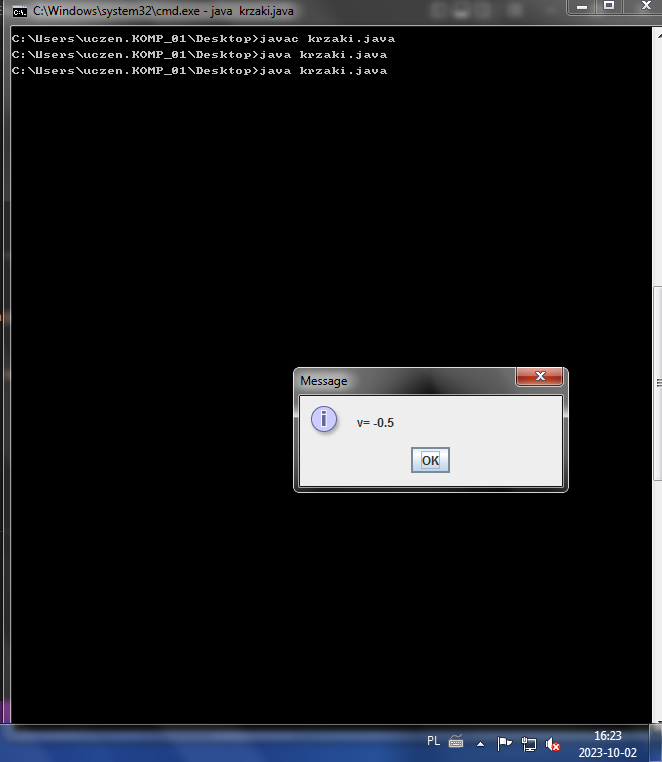 C:\Windows\system32\cmd.exe - java  krzaki.java
C:\Users\uczen.KOMP_01\Desktop>javac krzaki.java
C:\Users\uczen.KOMP_01\Desktop>java krzaki.java
C:\Users\uczen.KOMP_01\Desktop>java krzaki.java
Message
v= -0.5
OK
PL
16:23
2023-10-02